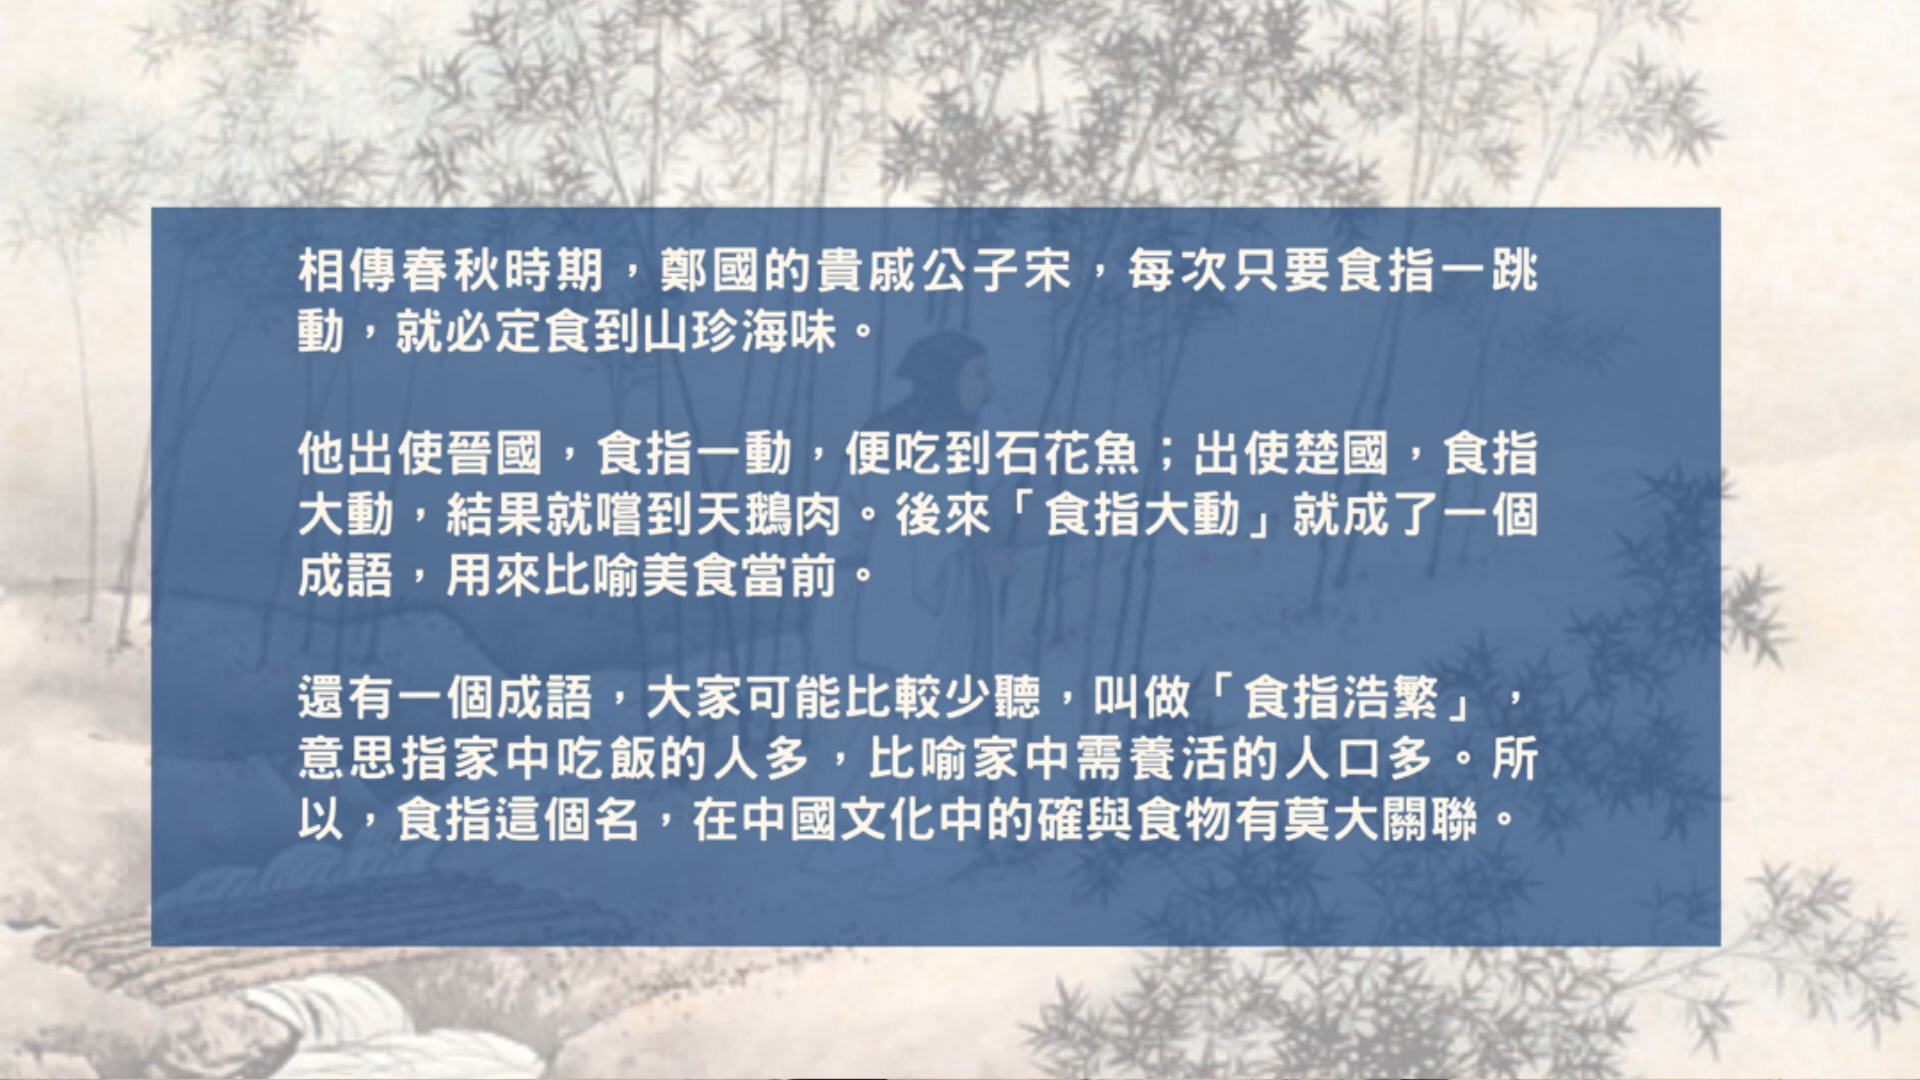 相傳春秋時期，鄭國的貴戚公子宋，每次只要食指一跳
動，就必定食到山珍海味。
他出使晉國，食指一動，便吃到石花魚；出使楚國，食指
大動，結果就嚐到天鵝肉。後來「食指大動」就成了一個
成語，用來比喻美食當前。
還有一個成語，大家可能比較少聽，叫做「食指浩繁」，
意思指家中吃飯的人多，比喻家中需養活的人口多。所
以，食指這個名，在中國文化中的確與食物有莫大關聯。